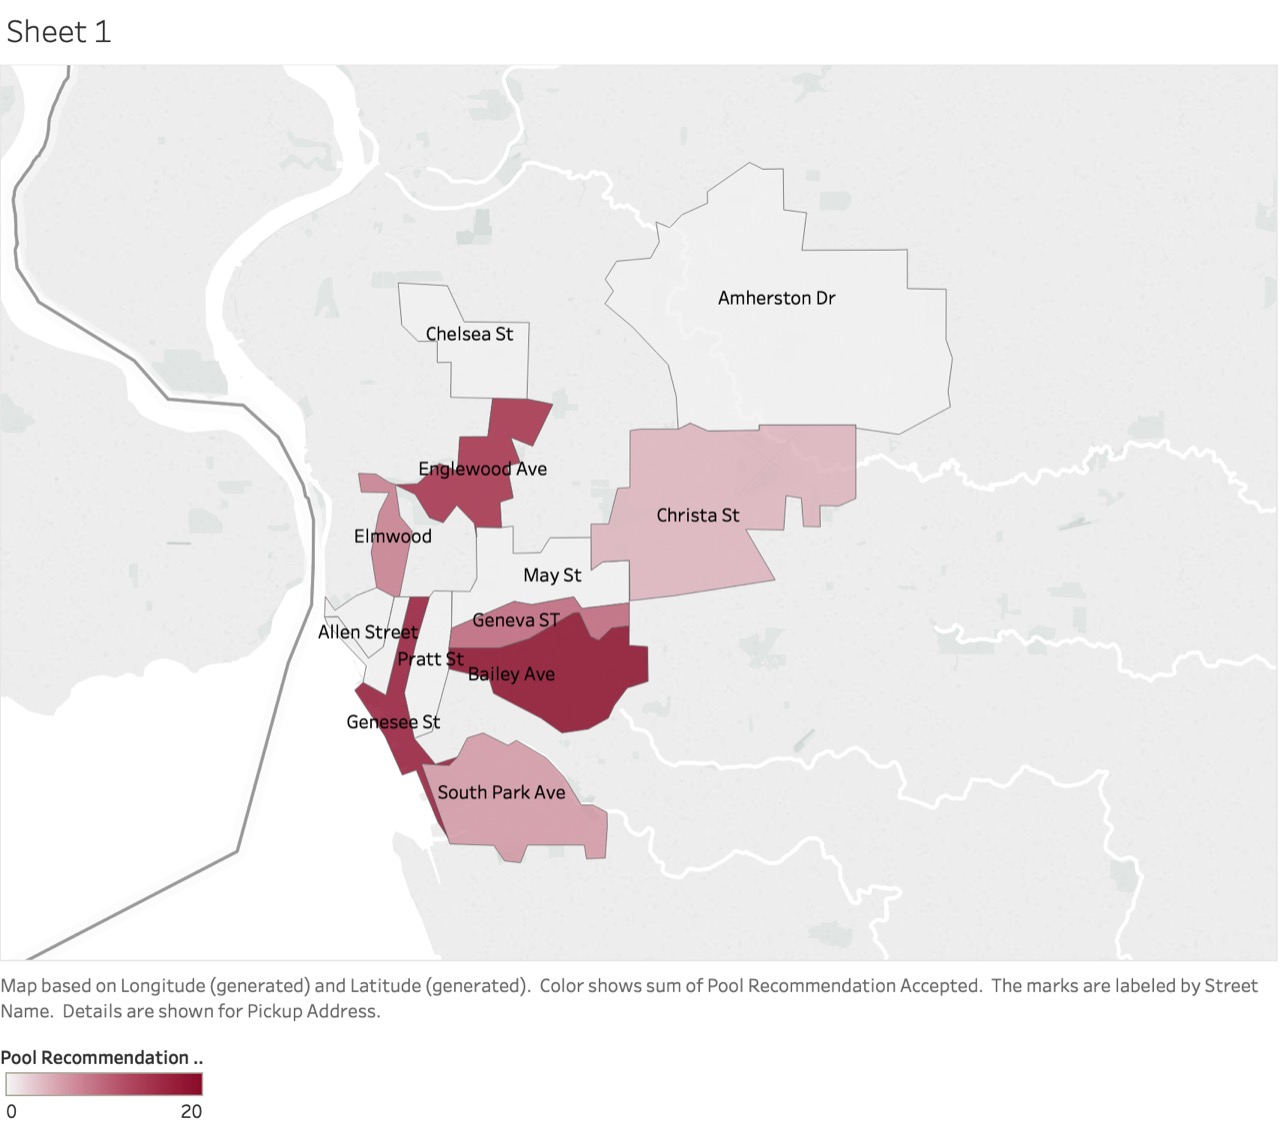 Sheet 1
Amherston Dr
Chelsea St
Englewood Ave
Christa St
Elmwood
May St
Geneva ST
Allen Street
Pratt St
Bailey Ave
Genesee St
South Park Ave
Map based on Longitude (generated) and Latitude (generated).  Color shows sum of Pool Recommendation Accepted.  The marks are labeled by Street
Name.  Details are shown for Pickup Address.
Pool Recommendation ..
0 20